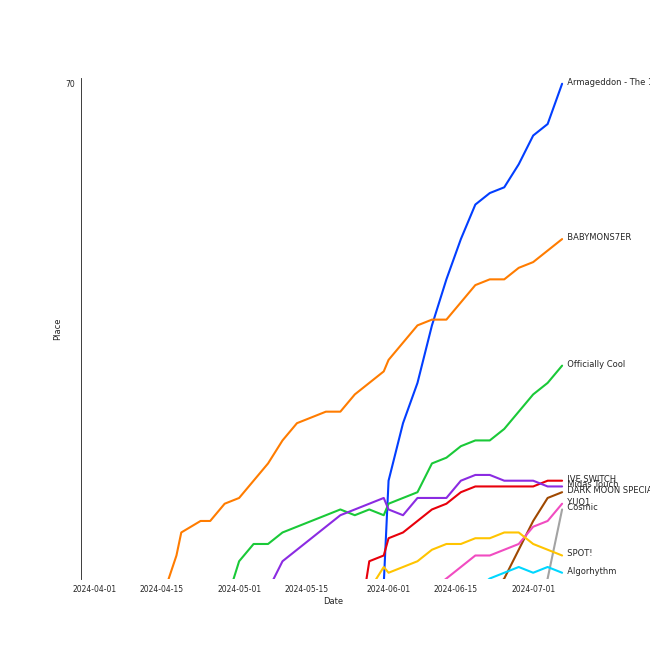 70
Armageddon - The
BABYMONS7ER
Place
Officially Cool
IVE SWITCH
Midas Touch
DARK MOON SPECIA
YUQ1
Cosmic
SPOT!
Algorhythm
2024-04-01 2024-04-15 2024-05-01 2024-05-15 2024-06-01 2024-06-15 2024-07-01
Date